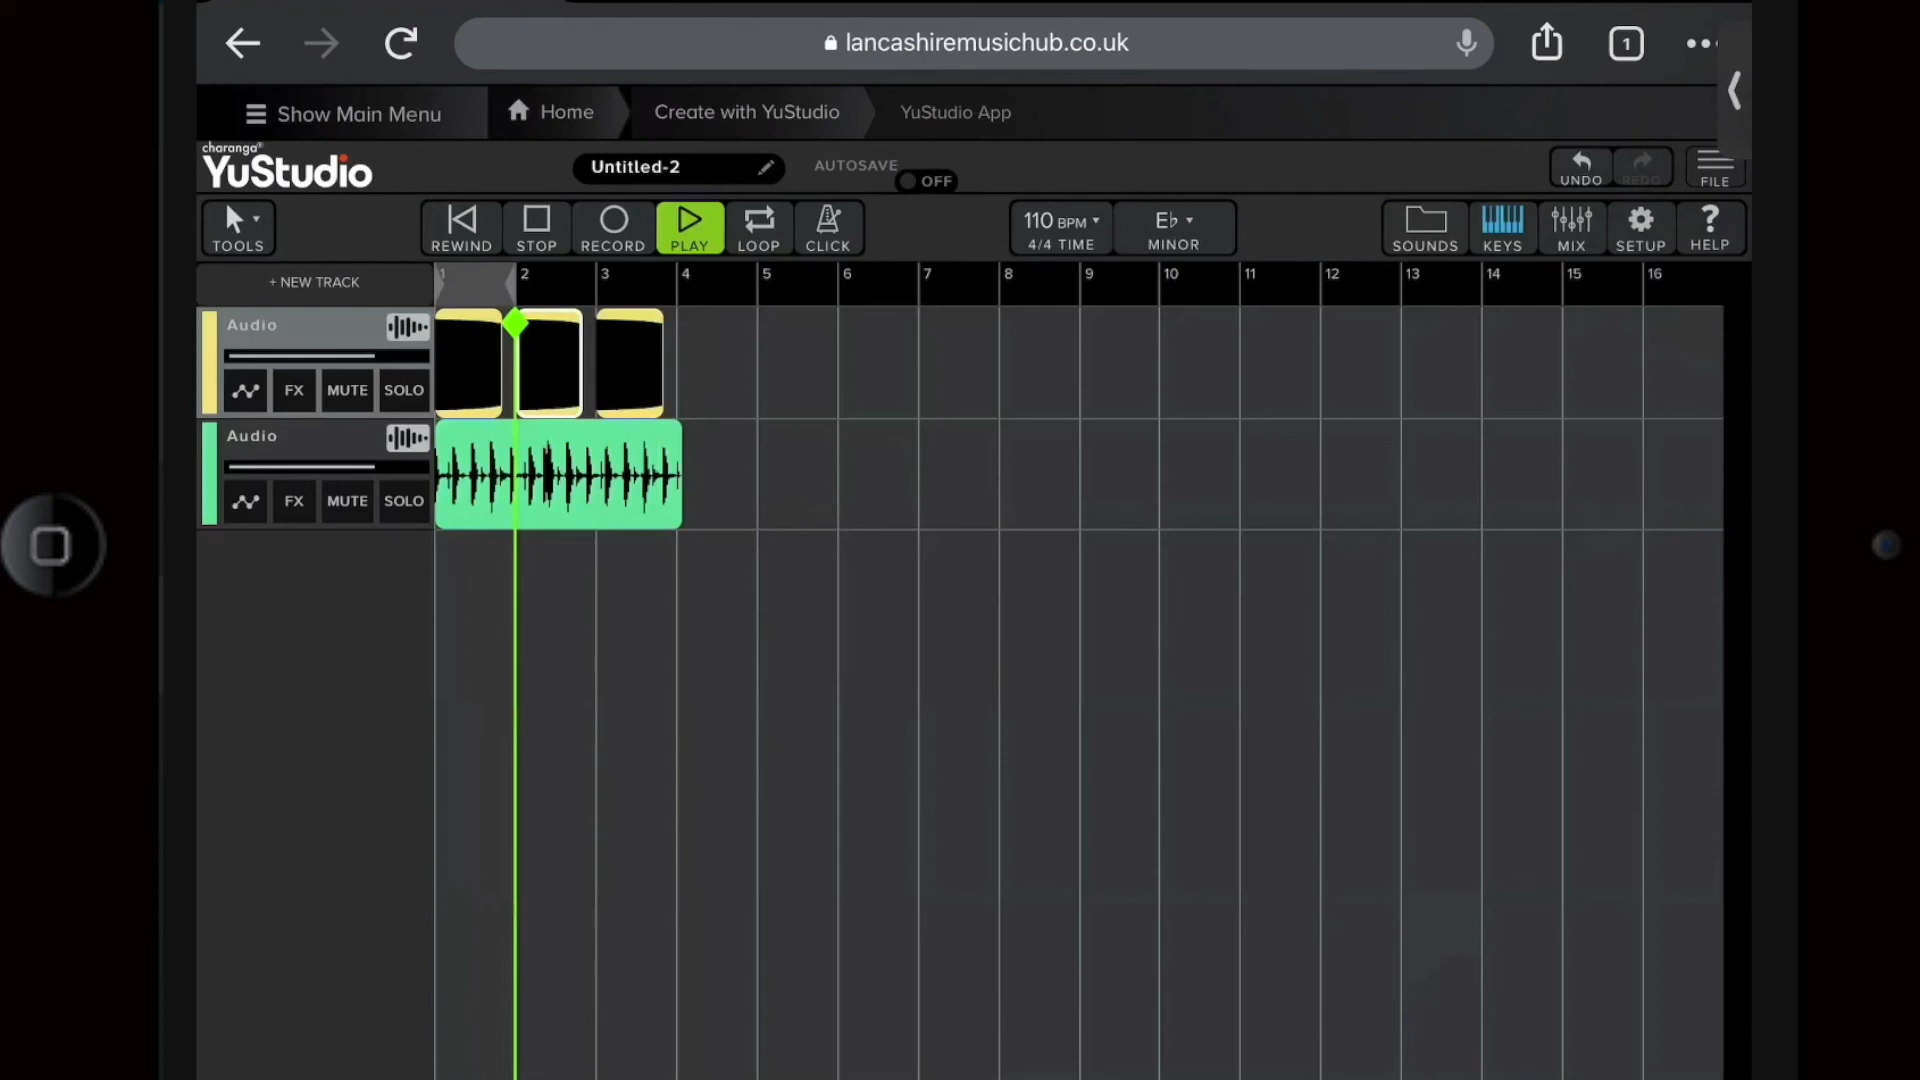 lancashiremusichub.co.uk
1
Show Main Menu
Home
Create with YuStudio
YuStudio App
charanga®
YuStudio
Untitled-2
AUTOSAVE
OFF
UNDO
REDO
FILE
TOOLS
REWIND
STOP
RECORD
PLAY
LOOP
CLICK
110 BPM
4/4 TIME
E♭
MINOR
SOUNDS
KEYS
MIX
SETUP
?
HELP
+ NEW TRACK
1 2 3 4 5 6 7 8 9 10 11 12 13 14 15 16
Audio
FX MUTE SOLO
Audio
FX MUTE SOLO